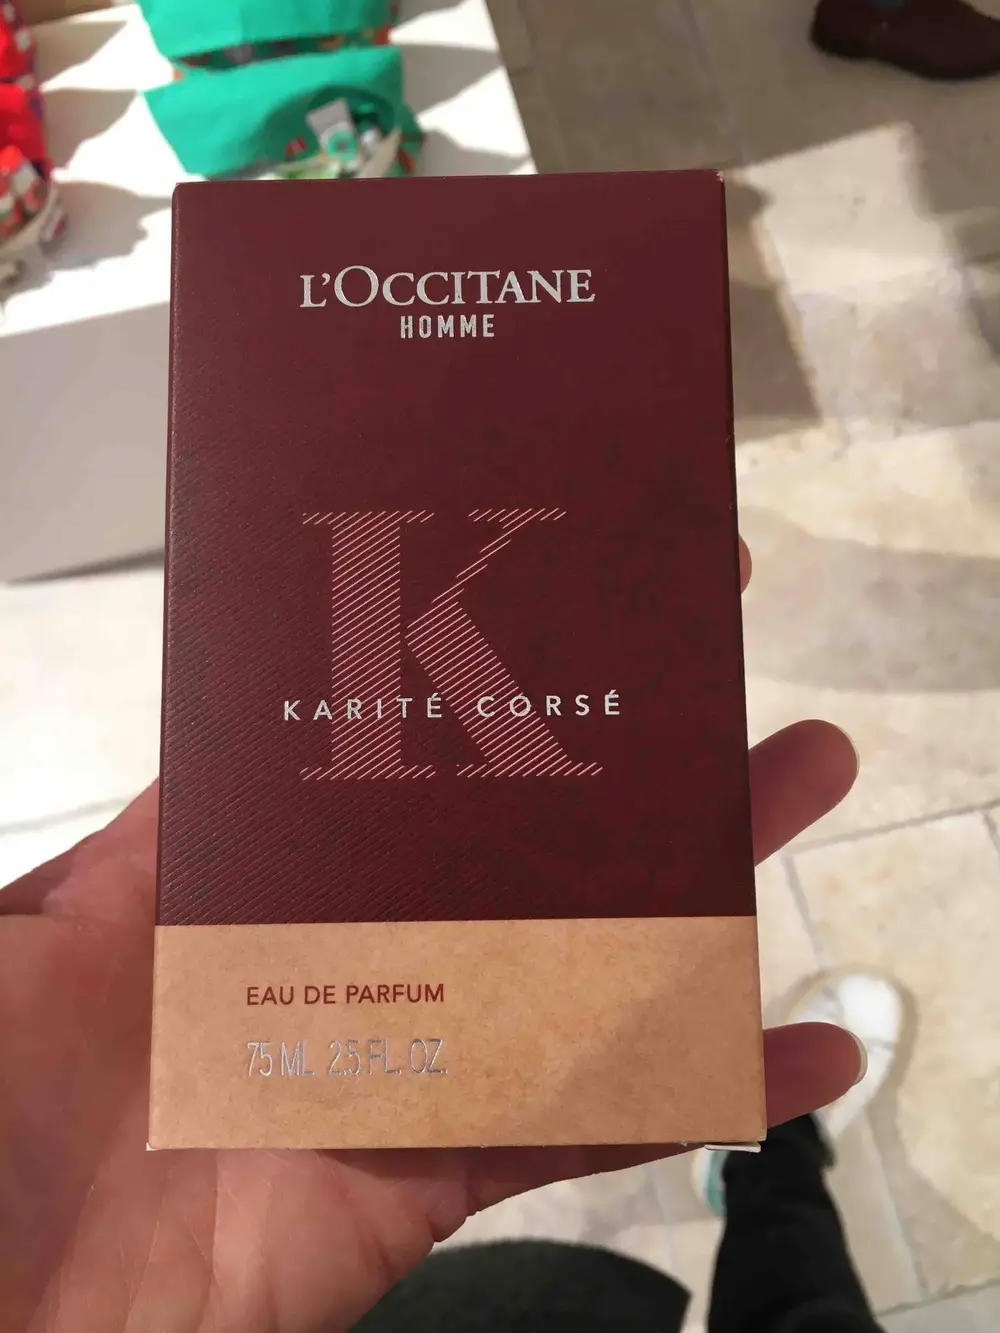 L'OCCITANE
HOMME
K
KARITÉ CORSÉ
EAU DE PARFUM
75 ML 2.5 FL. OZ.